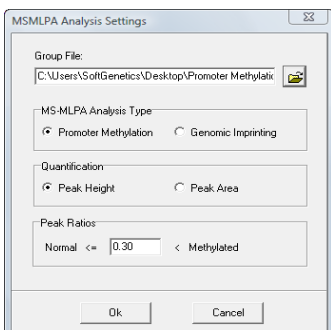 MSMLPA Analysis Settings
Group File:
C:\Users\SoftGenetics\Desktop\Promoter Methylatic
MS-MLPA Analysis Type
Promoter Methylation Genomic Imprinting
Quantification
Peak Height Peak Area
Peak Ratios
Normal <= 0.30 < Methylated
Ok Cancel